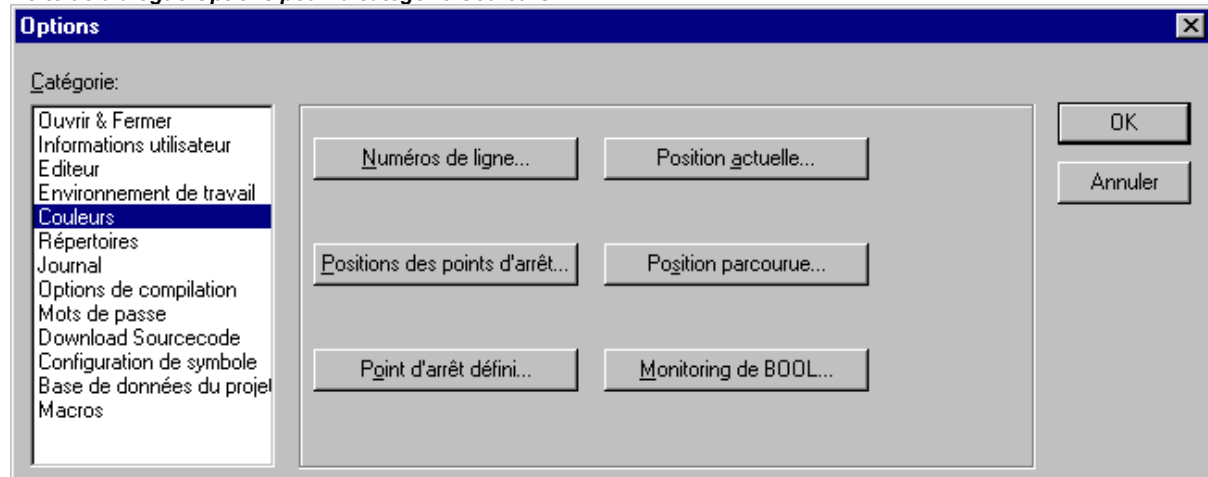 Options
Catégorie:
Ouvrir & Fermer
Informations utilisateur
Editeur
Environnement de travail
Couleurs
Répertoires
Journal
Options de compilation
Mots de passe
Download Sourcecode
Configuration de symbole
Base de données du projet
Macros
Numéros de ligne...
Position actuelle...
Positions des points d'arrêt...
Position parcourue...
Point d'arrêt défini...
Monitoring de BOOL...
OK
Annuler